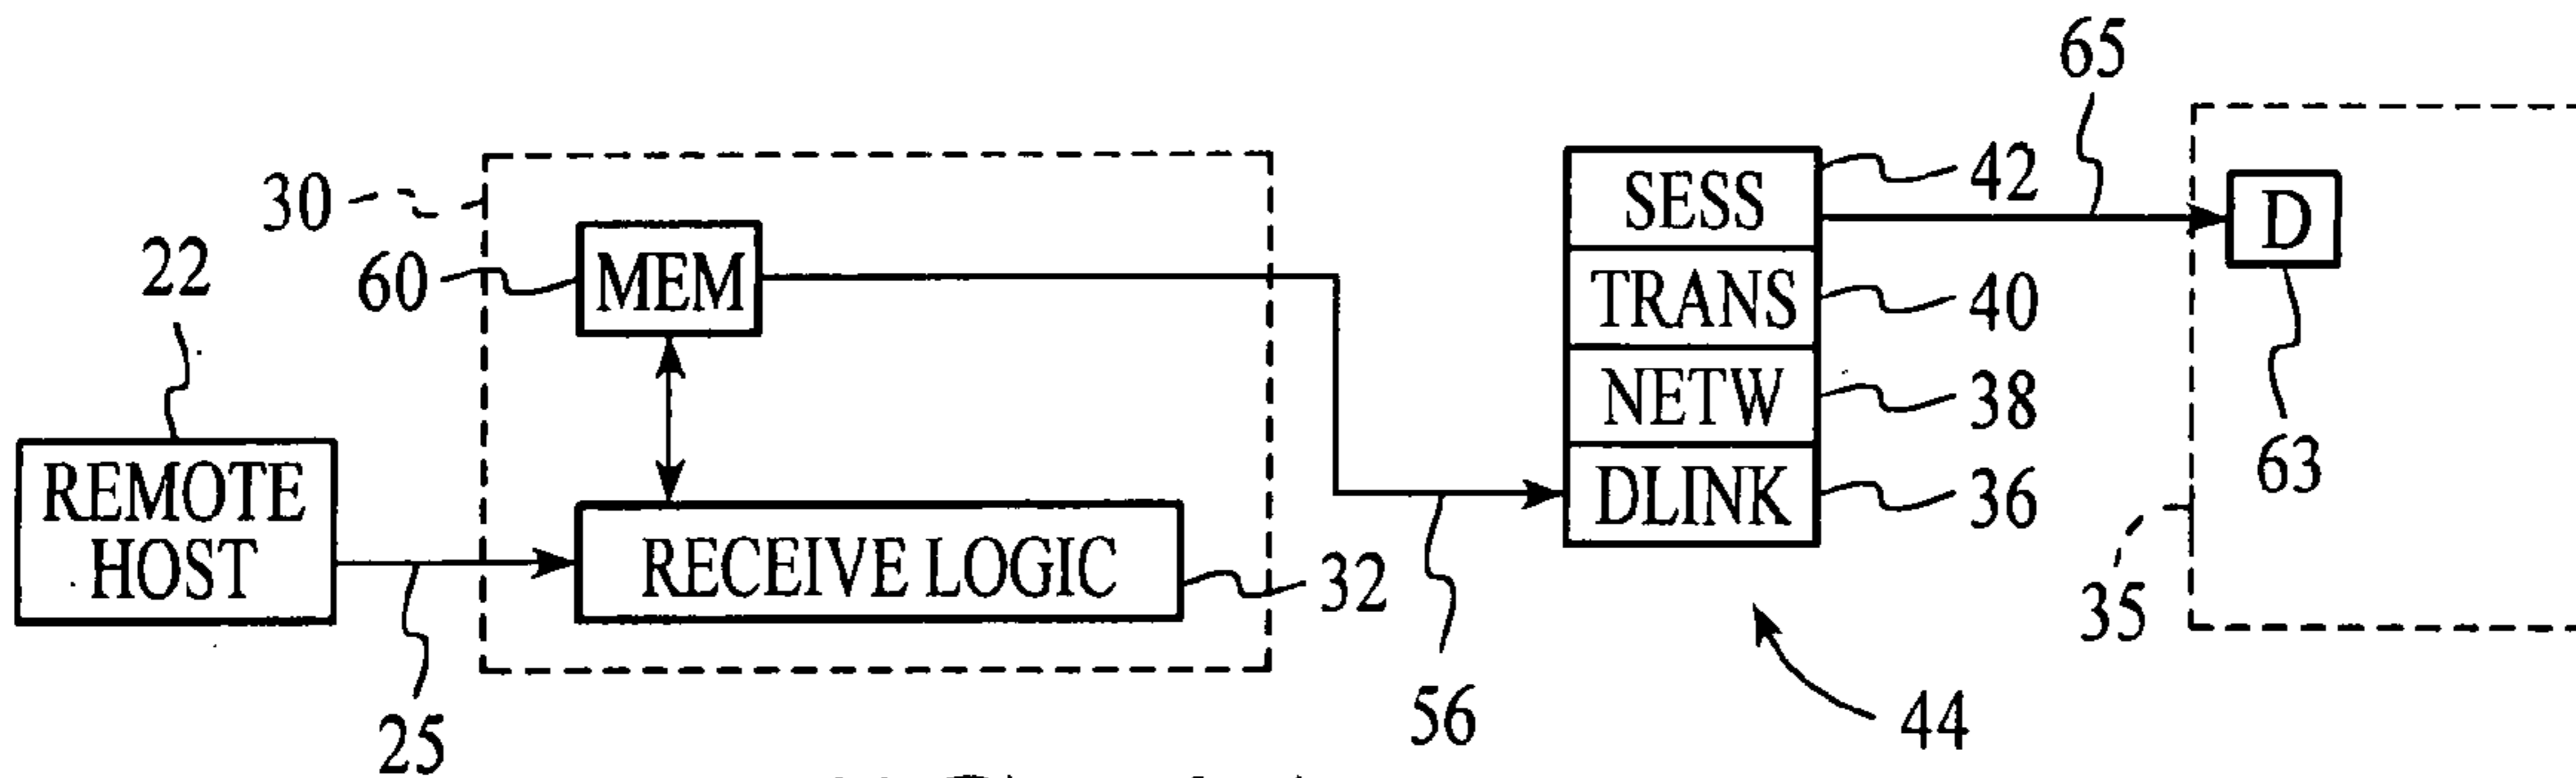 65
42
SESS
D
30
60
MEM
22
TRANS
40
NETW
38
63
REMOTE
HOST
DLINK
36
RECEIVE LOGIC
32
35
25
56
44